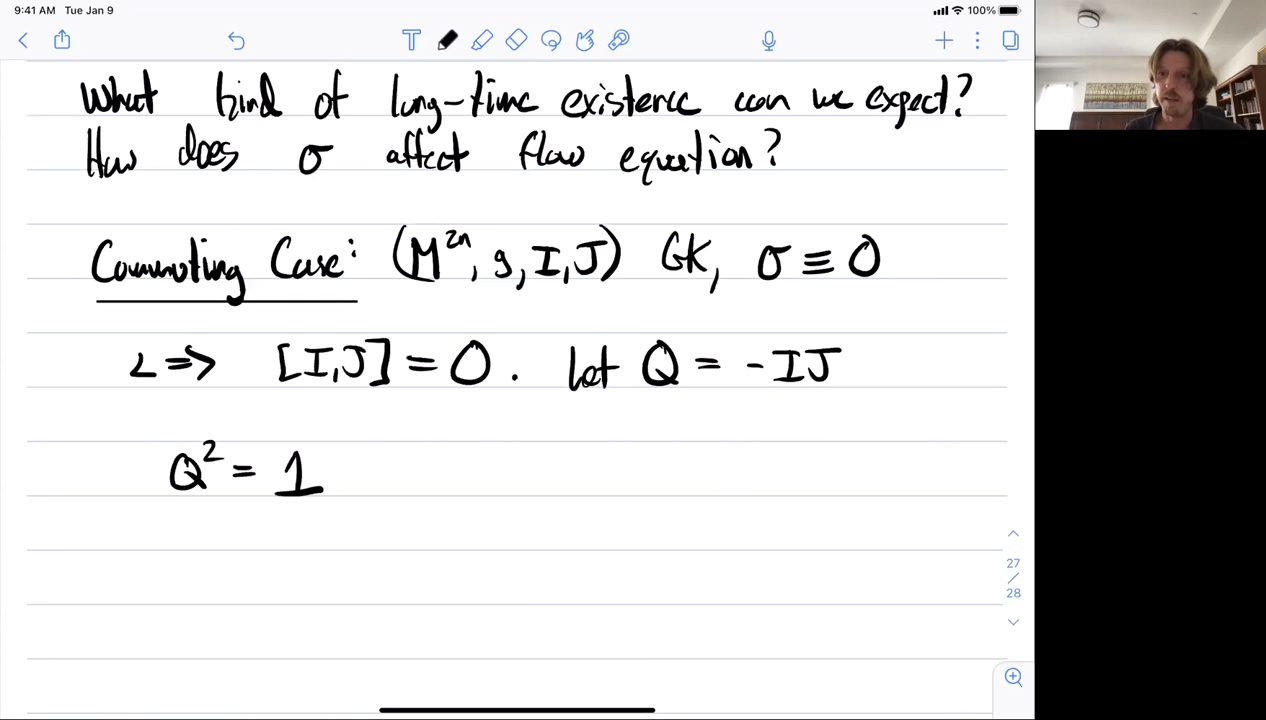 9:41 AM Tue Jan 9
100%
T
What kind of long-time existence can we expect?
How does σ affect flow equation?
Commuting Case: (M²ⁿ, g, I, J) GK, σ ≡ 0
<=> [I,J] = 0. Let Q = -IJ
Q² = 1
27
/
28